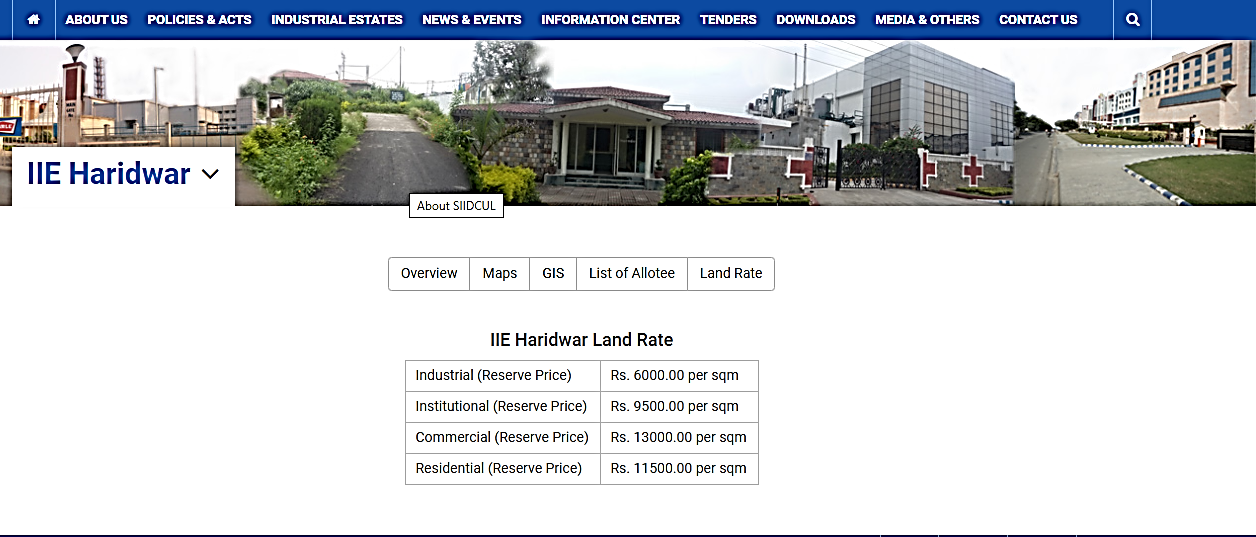 ABOUT US POLICIES & ACTS INDUSTRIAL ESTATES NEWS & EVENTS INFORMATION CENTER TENDERS DOWNLOADS MEDIA & OTHERS CONTACT US
IIE Haridwar
About SIIDCUL
Overview Maps GIS List of Allotee Land Rate
IIE Haridwar Land Rate
Industrial (Reserve Price) Rs. 6000.00 per sqm
Institutional (Reserve Price) Rs. 9500.00 per sqm
Commercial (Reserve Price) Rs. 13000.00 per sqm
Residential (Reserve Price) Rs. 11500.00 per sqm